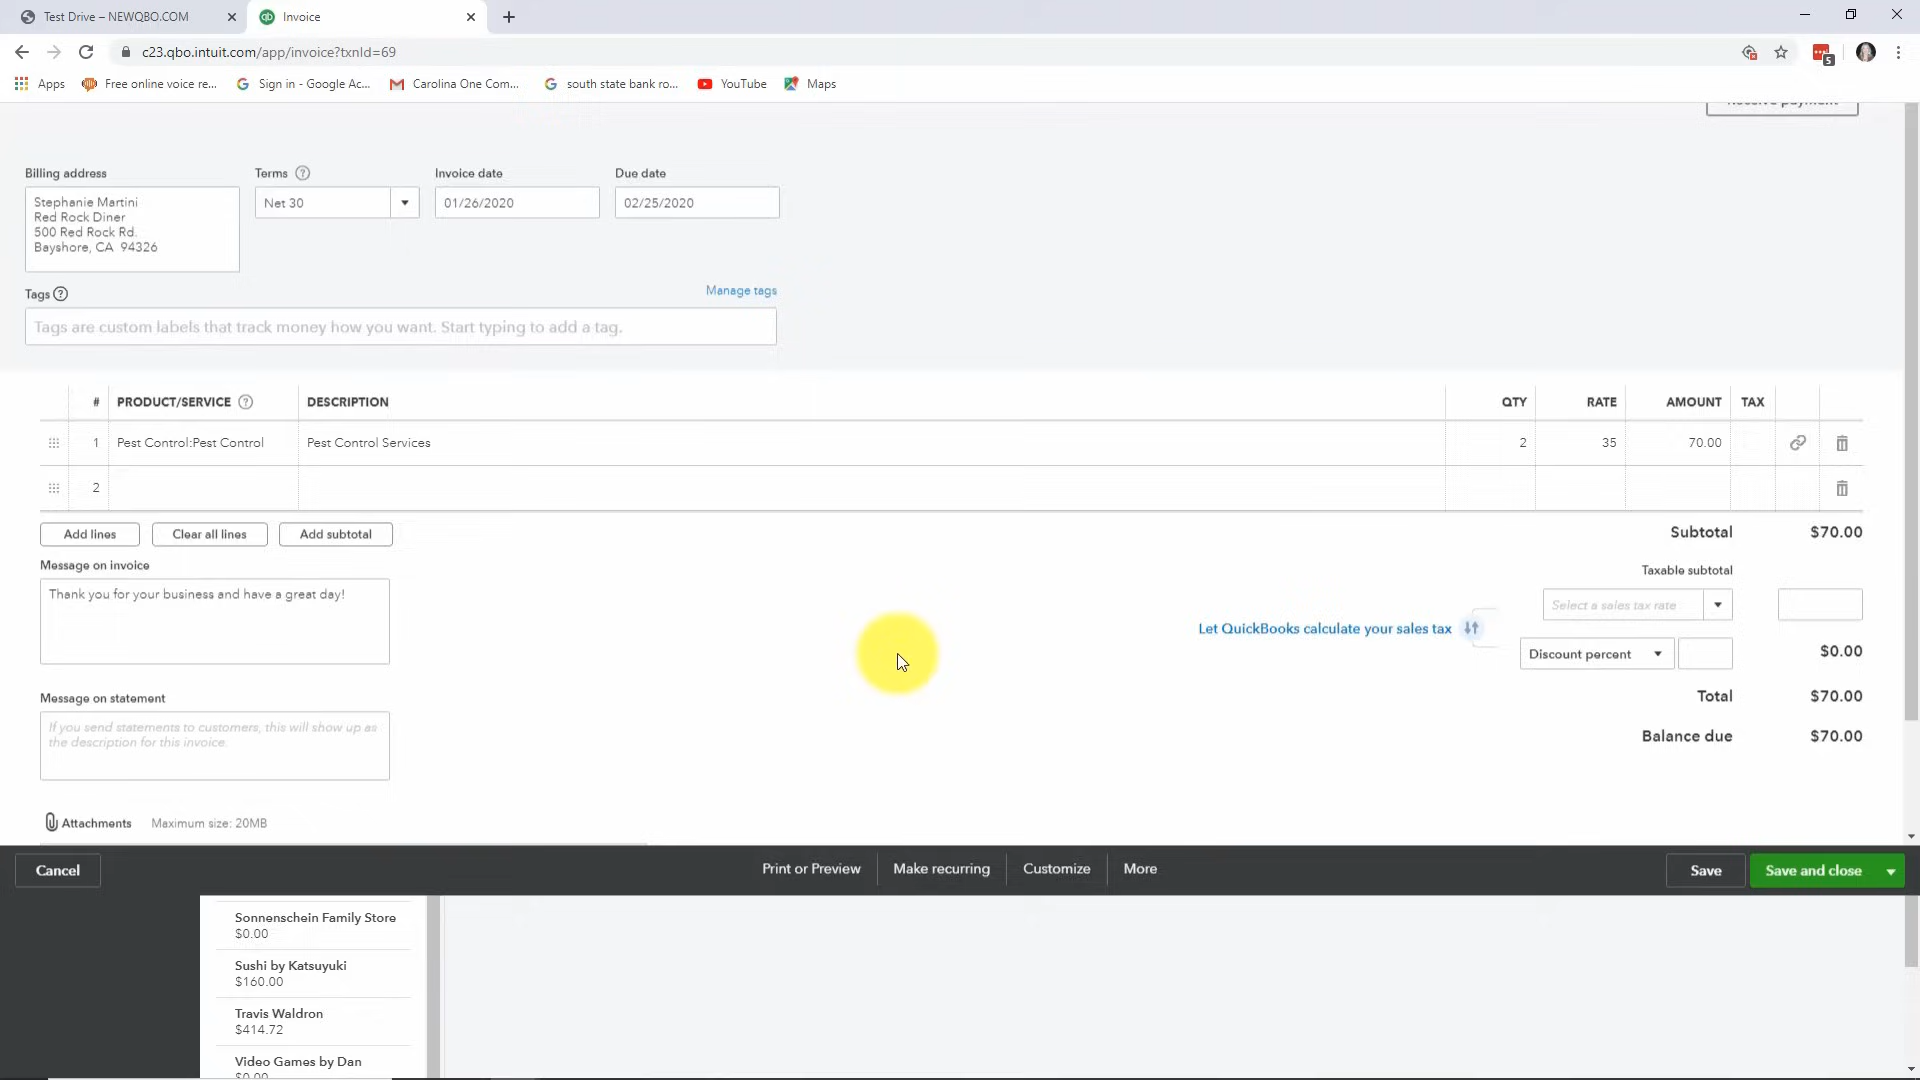 Test Drive – NEWQBO.COM
Invoice
c23.qbo.intuit.com/app/invoice?txnId=69
5
Apps
Free online voice re...
Sign in - Google Ac...
Carolina One Com...
south state bank ro...
YouTube
Maps
Receive payment
Billing address
Terms
Invoice date
Due date
Stephanie Martini
Red Rock Diner
500 Red Rock Rd.
Bayshore, CA 94326
Net 30
01/26/2020
02/25/2020
Tags
Manage tags
Tags are custom labels that track money how you want. Start typing to add a tag.
# PRODUCT/SERVICE DESCRIPTION QTY RATE AMOUNT TAX
1 Pest Control:Pest Control Pest Control Services 2 35 70.00
2
Add lines
Clear all lines
Add subtotal
Subtotal $70.00
Message on invoice
Taxable subtotal
Thank you for your business and have a great day!
Select a sales tax rate
Let QuickBooks calculate your sales tax
Discount percent
$0.00
Message on statement
Total $70.00
If you send statements to customers, this will show up as
the description for this invoice.
Balance due $70.00
Attachments Maximum size: 20MB
Cancel
Print or Preview
Make recurring
Customize
More
Save
Save and close
Sonnenschein Family Store
$0.00
Sushi by Katsuyuki
$160.00
Travis Waldron
$414.72
Video Games by Dan
$0.00